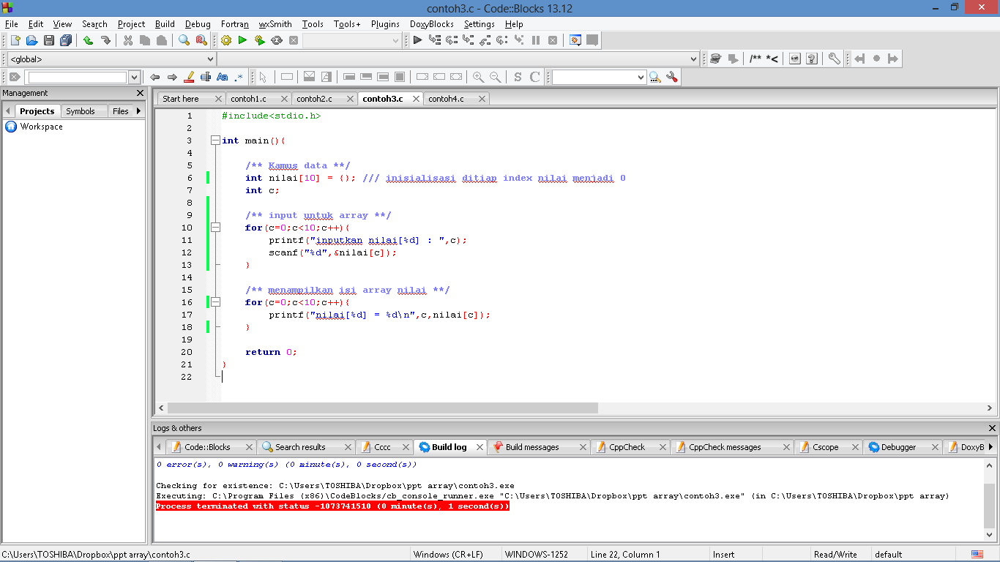 contoh3.c - Code::Blocks 13.12
File Edit View Search Project Build Debug Fortran wxSmith Tools Tools+ Plugins DoxyBlocks Settings Help
<global>
/** *<
Aa .*
S C
Management
Projects Symbols Files
Workspace
Start here contoh1.c contoh2.c contoh3.c contoh4.c
1 #include<stdio.h>
2
3 int main(){
4
5 /** Kamus data **/
6 int nilai[10] = {}; /// inisialisasi ditiap index nilai menjadi 0
7 int c;
8
9 /** input untuk array **/
10 for(c=0;c<10;c++){
11 printf("inputkan nilai[%d] : ",c);
12 scanf("%d",&nilai[c]);
13 }
14
15 /** menampilkan isi array nilai **/
16 for(c=0;c<10;c++){
17 printf("nilai[%d] = %d\n",c,nilai[c]);
18 }
19
20 return 0;
21 }
22
Logs & others
Code::Blocks Search results Cccc Build log Build messages CppCheck CppCheck messages Cscope Debugger DoxyB
0 error(s), 0 warning(s) (0 minute(s), 0 second(s))
Checking for existence: C:\Users\TOSHIBA\Dropbox\ppt array\contoh3.exe
Executing: C:\Program Files (x86)\CodeBlocks/cb_console_runner.exe "C:\Users\TOSHIBA\Dropbox\ppt array\contoh3.exe" (in C:\Users\TOSHIBA\Dropbox\ppt array)
Process terminated with status -1073741510 (0 minute(s), 1 second(s))
C:\Users\TOSHIBA\Dropbox\ppt array\contoh3.c Windows (CR+LF) WINDOWS-1252 Line 22, Column 1 Insert Read/Write default